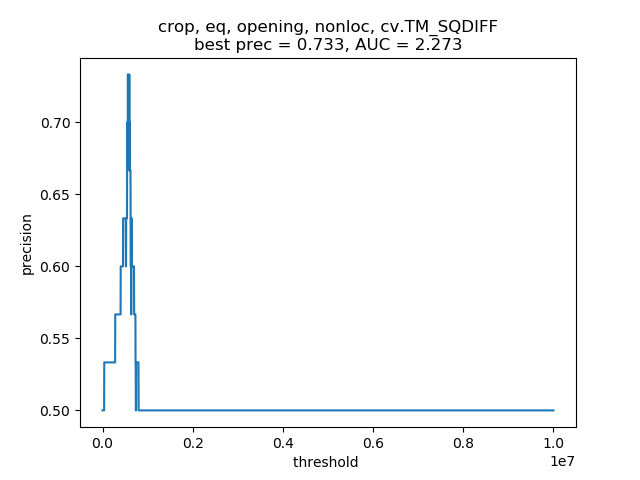 crop, eq, opening, nonloc, cv.TM_SQDIFF
best prec = 0.733, AUC = 2.273
precision
0.70
0.65
0.60
0.55
0.50
0.0 0.2 0.4 0.6 0.8 1.0
1e7
threshold